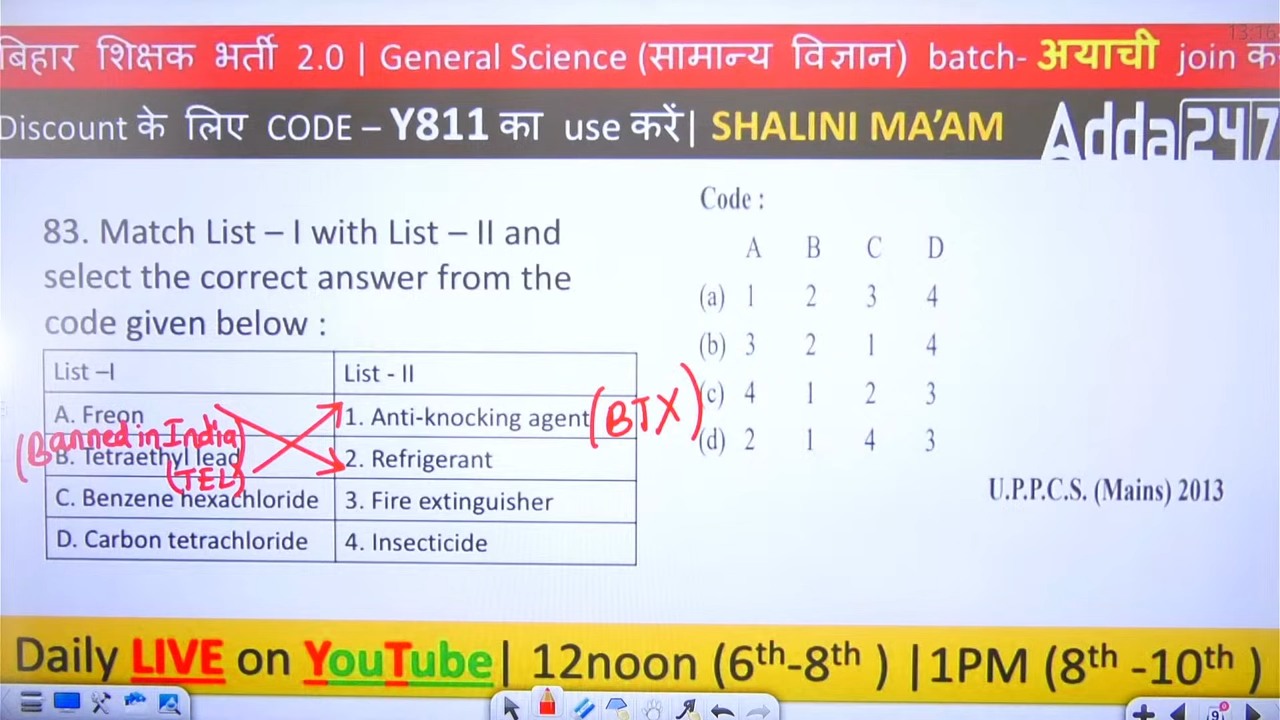 13:16
बिहार शिक्षक भर्ती 2.0 | General Science (सामान्य विज्ञान) batch- अयाची join क
Discount के लिए CODE – Y811 का use करें| SHALINI MA’AM Adda247
83. Match List – I with List – II and
select the correct answer from the
code given below :
List –I List - II
A. Freon 1. Anti-knocking agent (BTX)
(Banned in India)
B. Tetraethyl lead 2. Refrigerant
(TEL)
C. Benzene hexachloride 3. Fire extinguisher
D. Carbon tetrachloride 4. Insecticide
Code :
A B C D
(a) 1 2 3 4
(b) 3 2 1 4
(c) 4 1 2 3
(d) 2 1 4 3
U.P.P.C.S. (Mains) 2013
Daily LIVE on YouTube| 12noon (6th-8th ) |1PM (8th -10th )
9